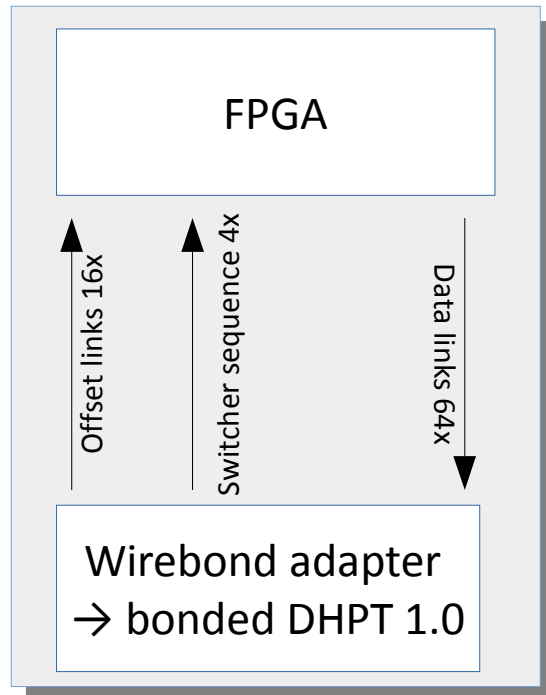 FPGA
Offset links 16x
Switcher sequence 4x
Data links 64x
Wirebond adapter
→ bonded DHPT 1.0